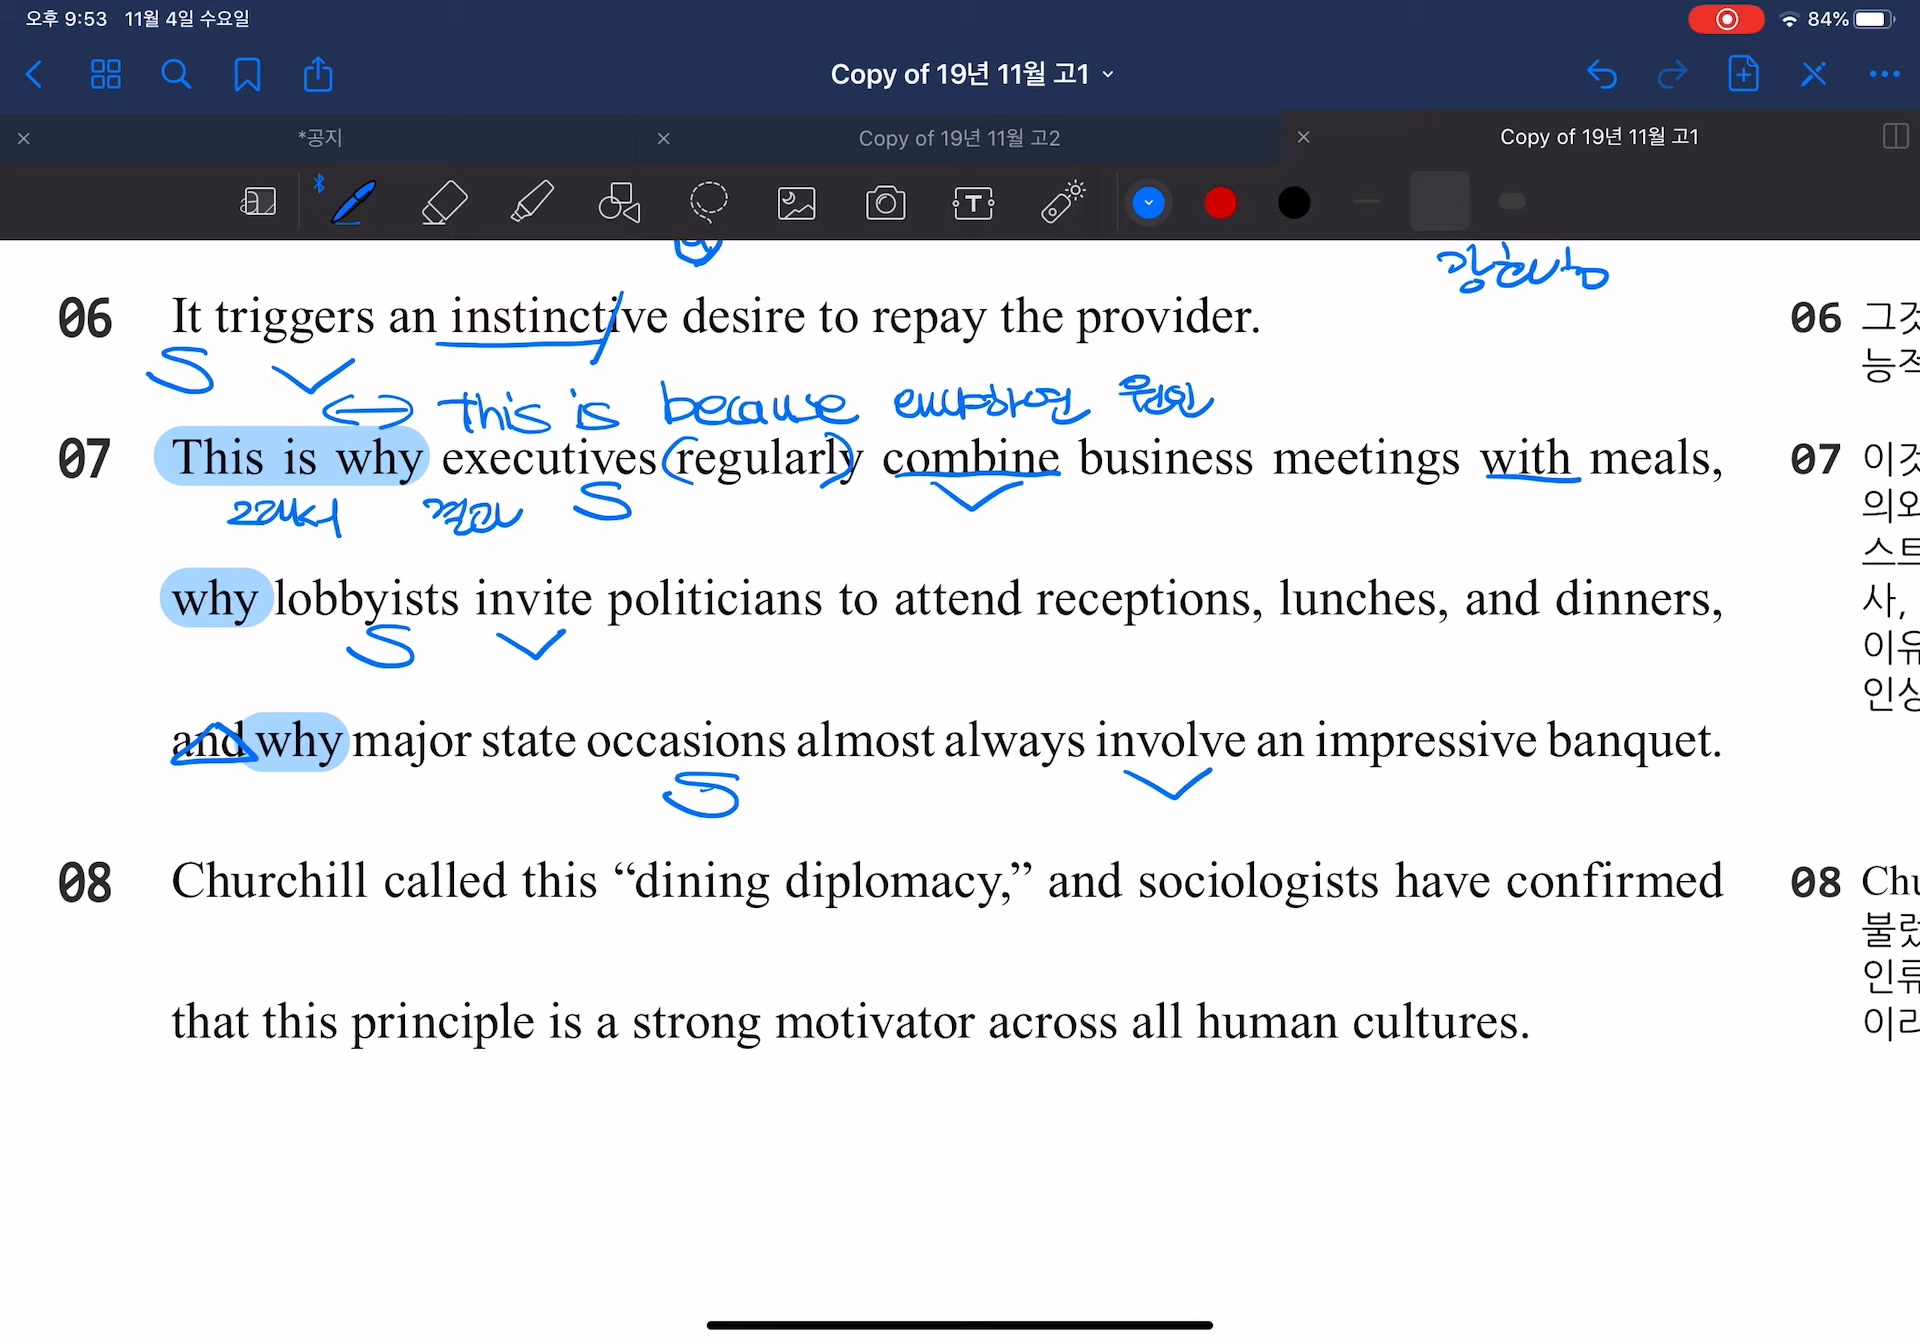 오후 9:53 11월 4일 수요일
84%
Copy of 19년 11월 고1
*공지
Copy of 19년 11월 고2
Copy of 19년 11월 고1
06 It triggers an instinctive desire to repay the provider.
S
This is because 왜냐하면 원인
07 This is why executives (regularly) combine business meetings with meals,
그래서 결과 S
why lobbyists invite politicians to attend receptions, lunches, and dinners,
S
and why major state occasions almost always involve an impressive banquet.
S
08 Churchill called this “dining diplomacy,” and sociologists have confirmed
that this principle is a strong motivator across all human cultures.
06 그것
능적
07 이것
의와
스트
사,
이유
인상
08 Chu
불렀
인류
이라